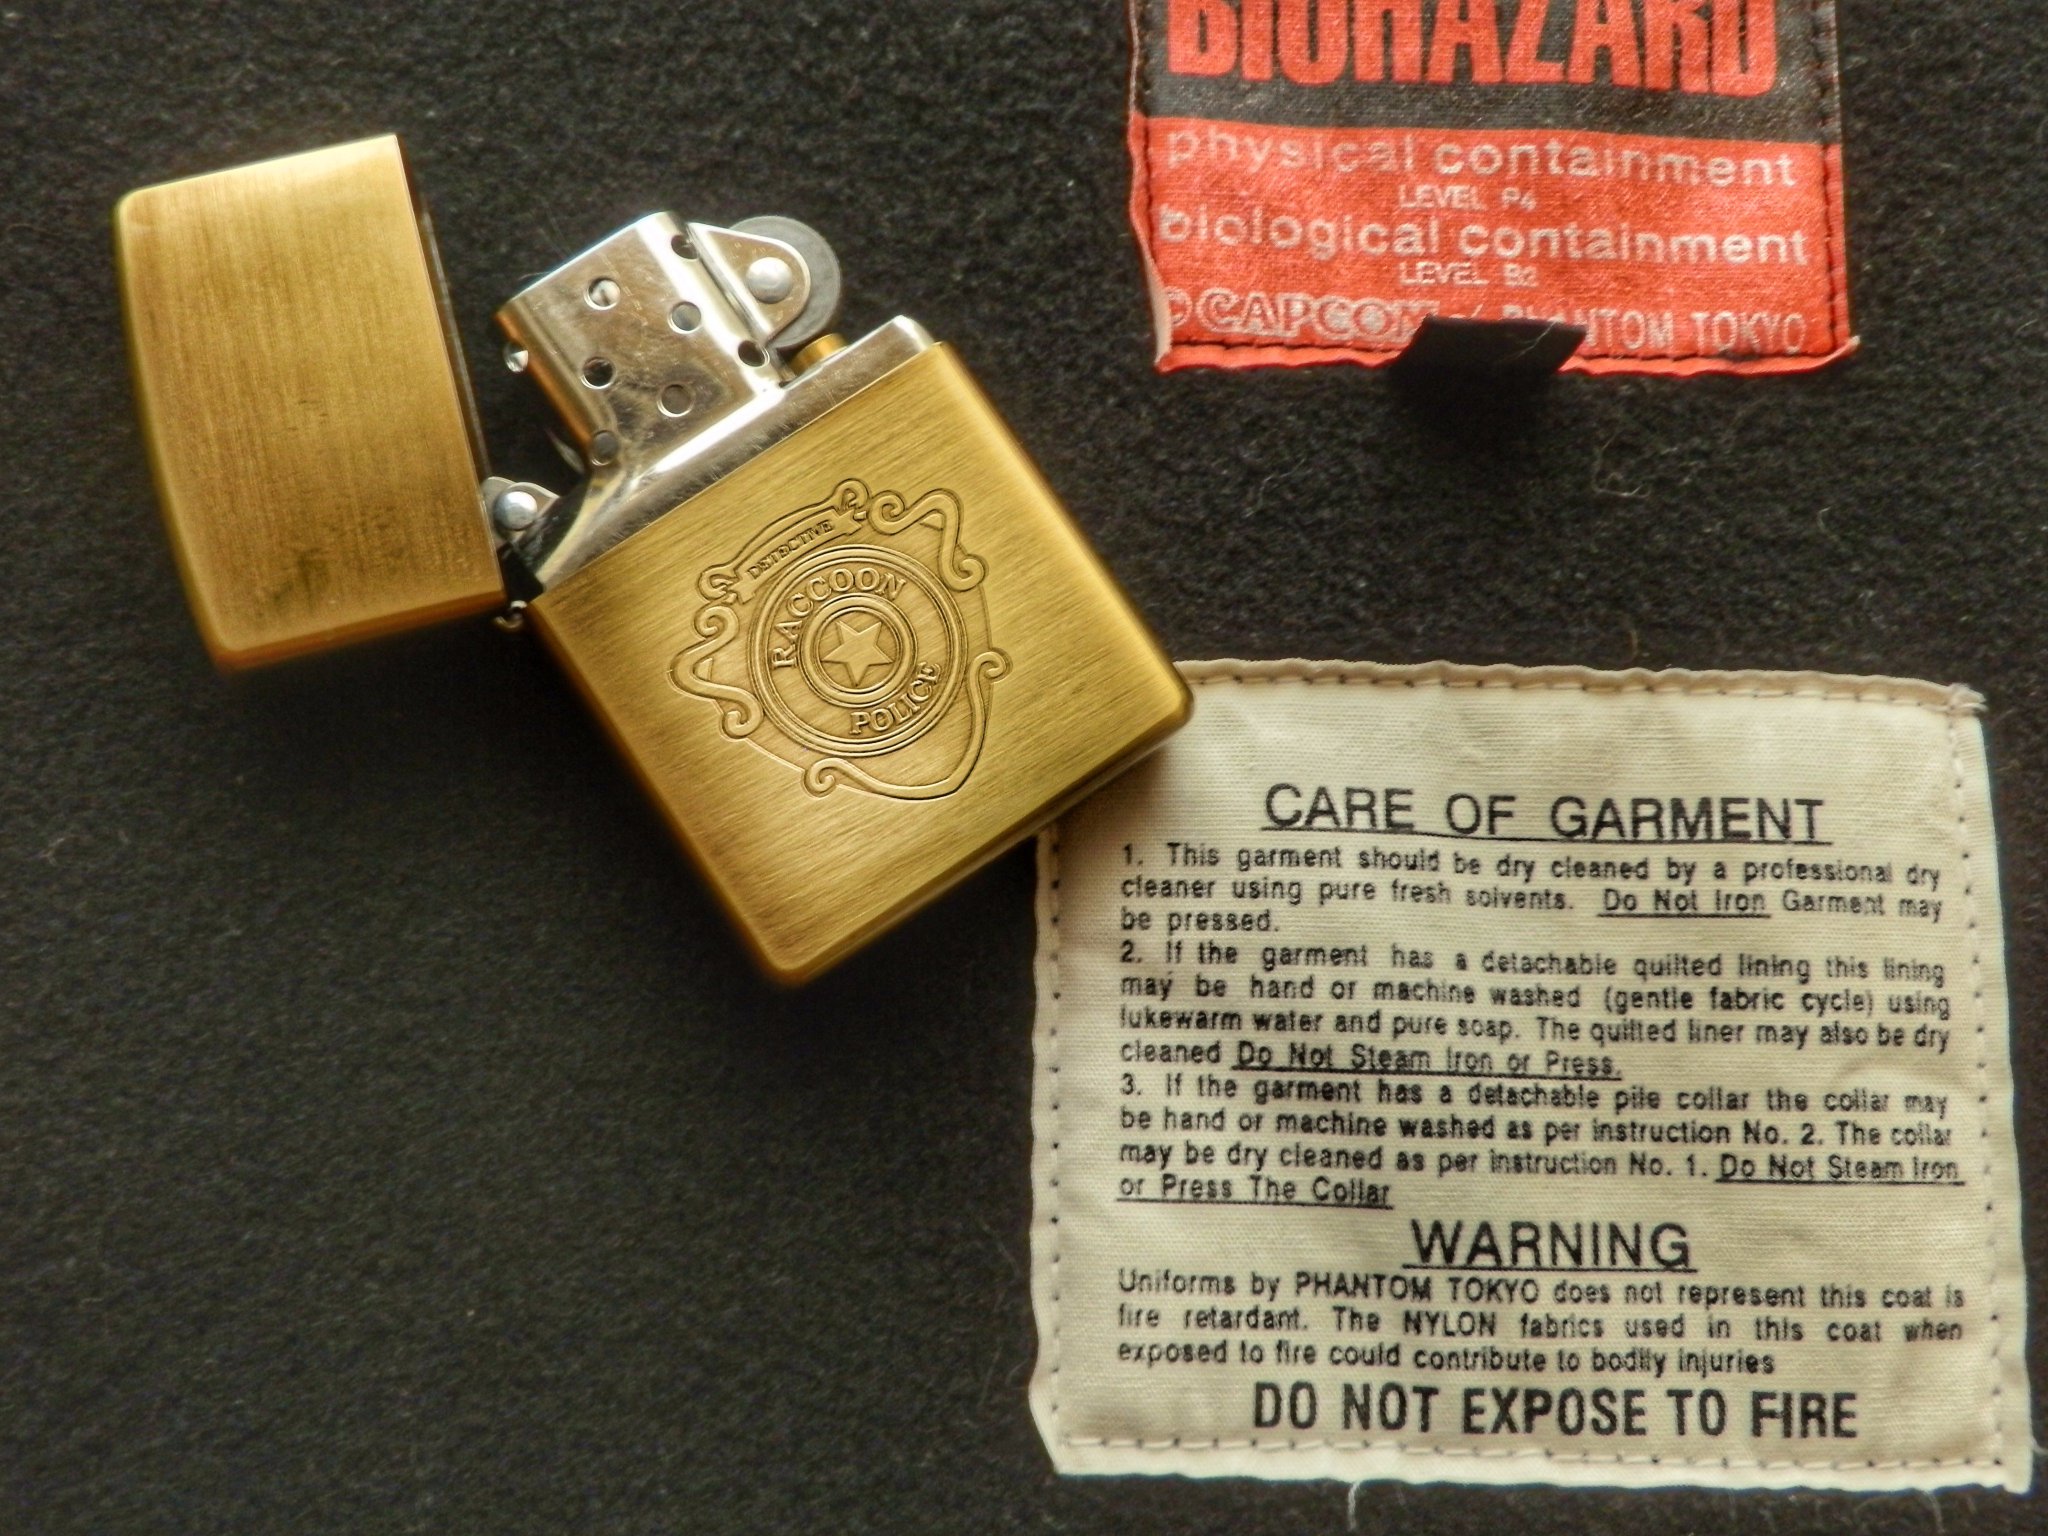 BIOHAZARD
physical containment
LEVEL P4
biological containment
LEVEL B2
©CAPCOM
PHANTOM TOKYO
DETECTIVE
RACCOON
POLICE
CARE OF GARMENT
1. This garment should be dry cleaned by a professional dry
cleaner using pure fresh solvents. Do Not Iron Garment may
be pressed.
2. If the garment has a detachable quilted lining this lining
may be hand or machine washed (gentle fabric cycle) using
lukewarm water and pure soap. The quilted liner may also be dry
cleaned Do Not Steam Iron or Press.
3. If the garment has a detachable pile collar the collar may
be hand or machine washed as per instruction No. 2. The collar
may be dry cleaned as per instruction No. 1. Do Not Steam Iron
or Press The Collar
WARNING
Uniforms by PHANTOM TOKYO does not represent this coat is
fire retardant. The NYLON fabrics used in this coat when
exposed to fire could contribute to bodily injuries
DO NOT EXPOSE TO FIRE